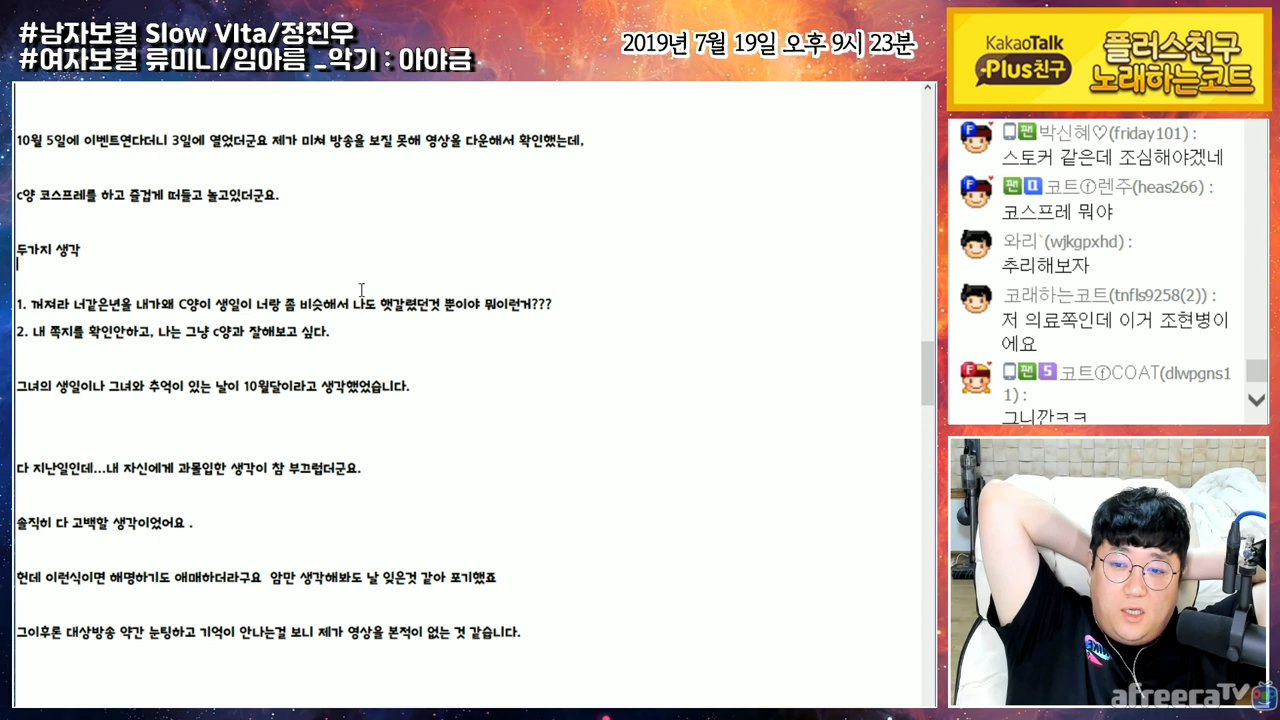 #남자보컬 Slow VIta/정진우
#여자보컬 류미니/임아름 _악기 : 아야금
2019년 7월 19일 오후 9시 23분
KakaoTalk
Plus친구
플러스친구
노래하는코트
10월 5일에 이벤트연다더니 3일에 열었더군요 제가 미쳐 방송을 보질 못해 영상을 다운해서 확인했는데,
c양 코스프레를 하고 즐겁게 떠들고 놀고있더군요.
두가지 생각
1. 꺼져라 너같은년을 내가왜 C양이 생일이 너랑 좀 비슷해서 나도 햇갈렸던것 뿐이야 뭐이런거???
2. 내 쪽지를 확인안하고, 나는 그냥 c양과 잘해보고 싶다.
그녀의 생일이나 그녀와 추억이 있는 날이 10월달이라고 생각했었습니다.
다 지난일인데...내 자신에게 과몰입한 생각이 참 부끄럽더군요.
솔직히 다 고백할 생각이었어요 .
헌데 이런식이면 해명하기도 애매하더라구요  암만 생각해봐도 날 잊은것 같아 포기했죠
그이후론 대상방송 약간 눈팅하고 기억이 안나는걸 보니 제가 영상을 본적이 없는 것 같습니다.
팬 박신혜♡(friday101) :
스토커 같은데 조심해야겠네
팬 코트ⓕ렌주(heas266) :
코스프레 뭐야
와리`(wjkgpxhd) :
추리해보자
코래하는코트(tnfls9258(2)) :
저 의료쪽인데 이거 조현병이
에요
팬 S 코트ⓕCOAT(dlwpgns1
1) :
그니깐ㅋㅋ
afreecaTV